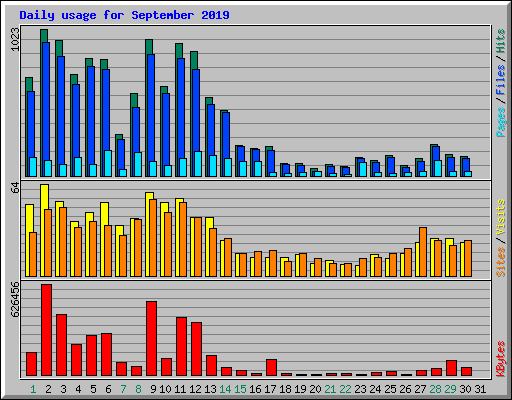 Daily usage for September 2019
1023
Pages / Files / Hits
64
Sites / Visits
626456
KBytes
1 2 3 4 5 6 7 8 9 10 11 12 13 14 15 16 17 18 19 20 21 22 23 24 25 26 27 28 29 30 31